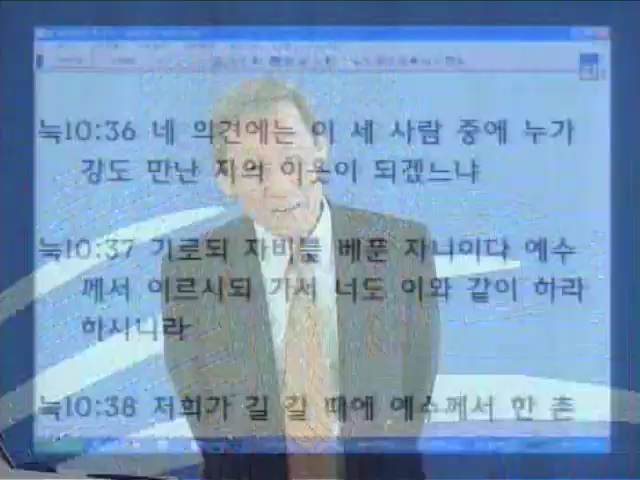 눅10:36 네 의견에는 이 세 사람 중에 누가
강도 만난 자의 이웃이 되겠느냐
눅10:37 기로되 자비를 베푼 자니이다 예수
께서 이르시되 가서 너도 이와 같이 하라
하시니라
눅10:38 저희가 길 갈 때에 예수께서 한 촌